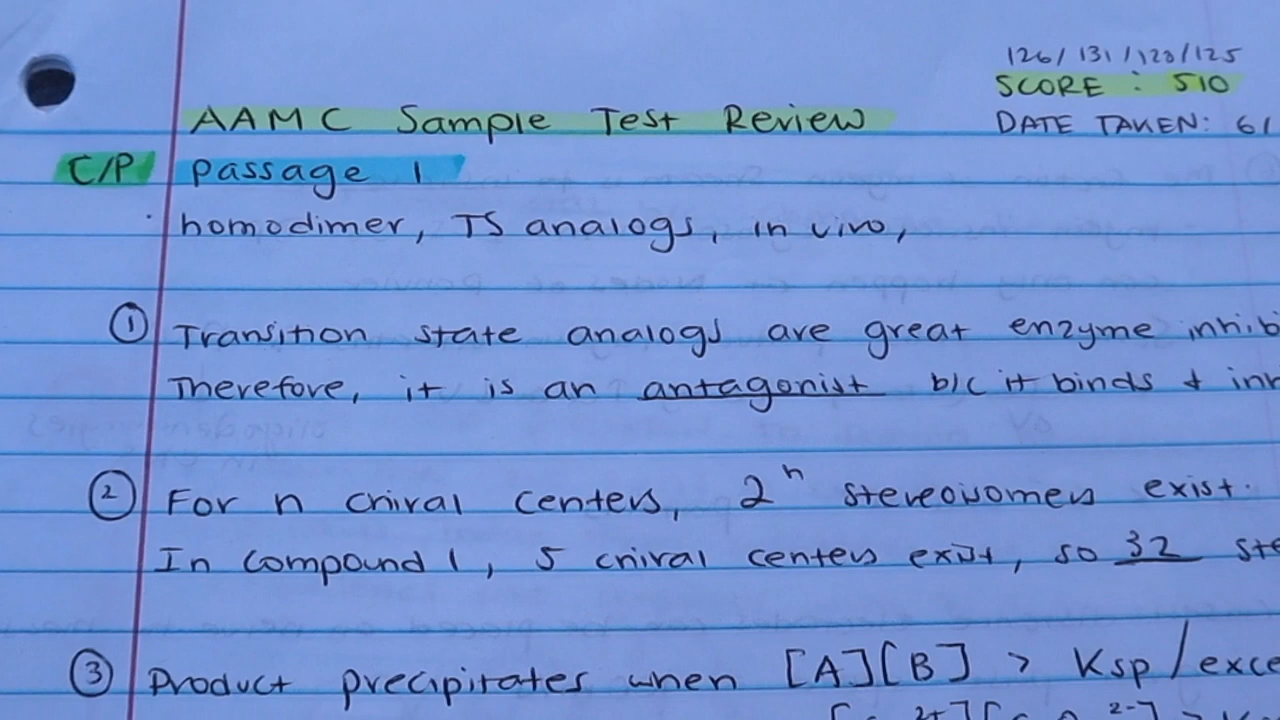 126/131/128/125
SCORE : 510
AAMC Sample Test Review
DATE TAKEN: 6/
C/P passage 1
homodimer, TS analogs, in vivo,
① Transition state analogs are great enzyme inhib
Therefore, it is an antagonist b/c it binds & inh
② For n chiral centers, 2ⁿ stereoisomers exist.
In compound 1, 5 chiral centers exist, so 32 ste
③ Product precipitates when [A][B] > Ksp/exce